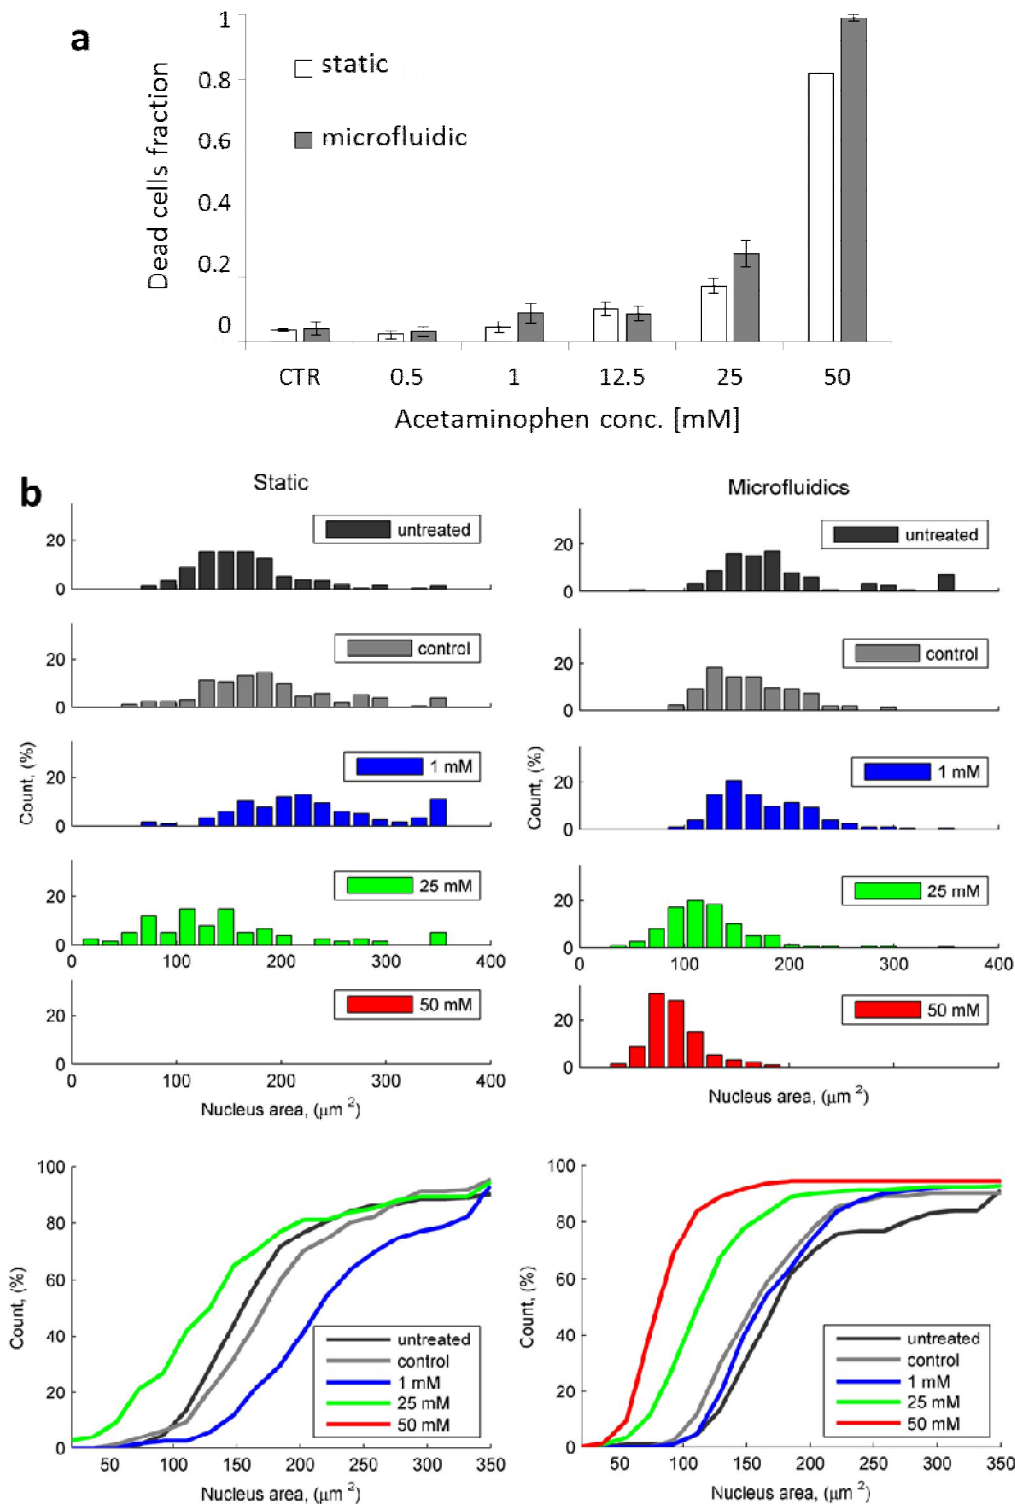 a
static
microfluidic
Dead cells fraction
1
0.8
0.6
0.4
0.2
0
CTR 0.5 1 12.5 25 50
Acetaminophen conc. [mM]
b
Static
untreated
20
0
control
20
0
1 mM
20
0
25 mM
20
0
0 100 200 300 400
50 mM
20
0
0 100 200 300 400
Count, (%)
Nucleus area, (μm 2)
Microfluidics
untreated
20
0
control
20
0
1 mM
20
0
25 mM
20
0
0 100 200 300 400
50 mM
20
0
Count, (%)
Nucleus area, (μm 2)
100
80
60
40
20
0
50 100 150 200 250 300 350
Count, (%)
Nucleus area, (μm 2)
untreated
control
1 mM
25 mM
50 mM
100
80
60
40
20
0
50 100 150 200 250 300 350
Count, (%)
Nucleus area, (μm 2)
untreated
control
1 mM
25 mM
50 mM